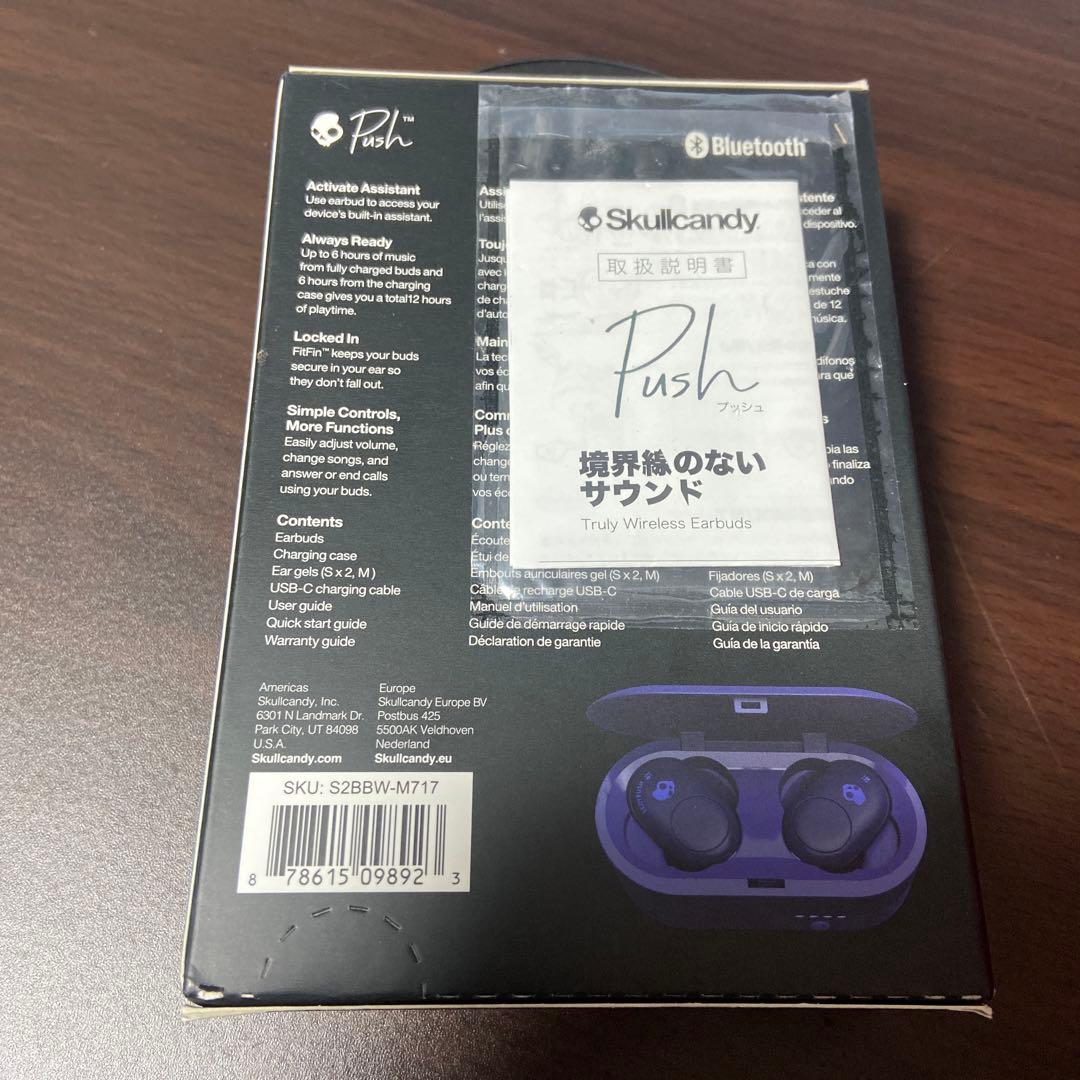 Push™
Bluetooth
Activate Assistant
Use earbud to access your
device's built-in assistant.
Always Ready
Up to 6 hours of music
from fully charged buds and
6 hours from the charging
case gives you a total12 hours
of playtime.
Locked In
FitFin™ keeps your buds
secure in your ear so
they don't fall out.
Simple Controls,
More Functions
Easily adjust volume,
change songs, and
answer or end calls
using your buds.
Contents
Earbuds
Charging case
Ear gels (S x 2, M )
USB-C charging cable
User guide
Quick start guide
Warranty guide
Embouts auriculaires gel (S x 2, M)
Câble de recharge USB-C
Manuel d'utilisation
Guide de démarrage rapide
Déclaration de garantie
Fijadores (S x 2, M)
Cable USB-C de carga
Guía del usuario
Guía de inicio rápido
Guía de la garantía
Skullcandy
取扱説明書
Push
プッシュ
境界線のない
サウンド
Truly Wireless Earbuds
dispositivo.
de 12
finaliza
Americas
Skullcandy, Inc.
6301 N Landmark Dr.
Park City, UT 84098
U.S.A.
Skullcandy.com
Europe
Skullcandy Europe BV
Postbus 425
5500AK Veldhoven
Nederland
Skullcandy.eu
SKU: S2BBW-M717
8 78615 09892 3